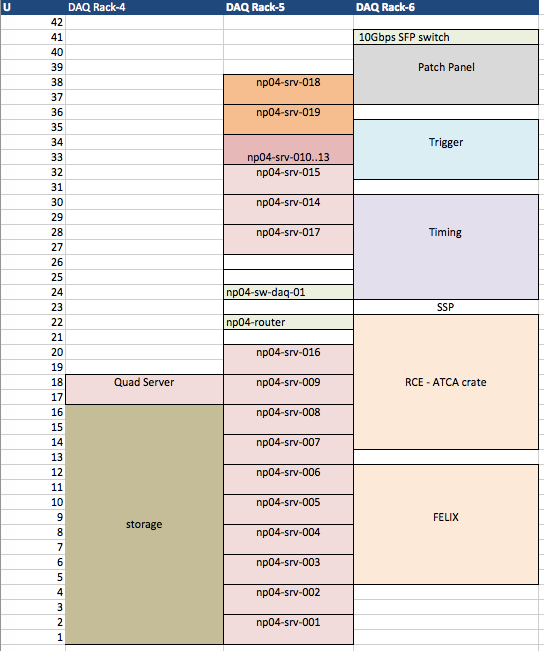 U DAQ Rack-4 DAQ Rack-5 DAQ Rack-6
42
41 10Gbps SFP switch
40
39 Patch Panel
38 np04-srv-018
37
36 np04-srv-019
35
34 Trigger
33 np04-srv-010..13
32 np04-srv-015
31
30 np04-srv-014
29
28 np04-srv-017 Timing
27
26
25
24 np04-sw-daq-01
23 SSP
22 np04-router
21
20 np04-srv-016
19
18 Quad Server np04-srv-009 RCE - ATCA crate
17
16 np04-srv-008
15
14 np04-srv-007
13
12 np04-srv-006
11
10 np04-srv-005
9 storage FELIX
8 np04-srv-004
7
6 np04-srv-003
5
4 np04-srv-002
3
2 np04-srv-001
1